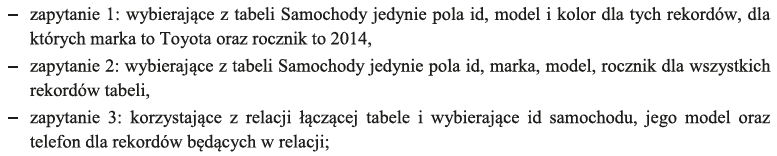 – zapytanie 1: wybierające z tabeli Samochody jedynie pola id, model i kolor dla tych rekordów, dla
których marka to Toyota oraz rocznik to 2014,
– zapytanie 2: wybierające z tabeli Samochody jedynie pola id, marka, model, rocznik dla wszystkich
rekordów tabeli,
– zapytanie 3: korzystające z relacji łączącej tabele i wybierające id samochodu, jego model oraz
telefon dla rekordów będących w relacji;